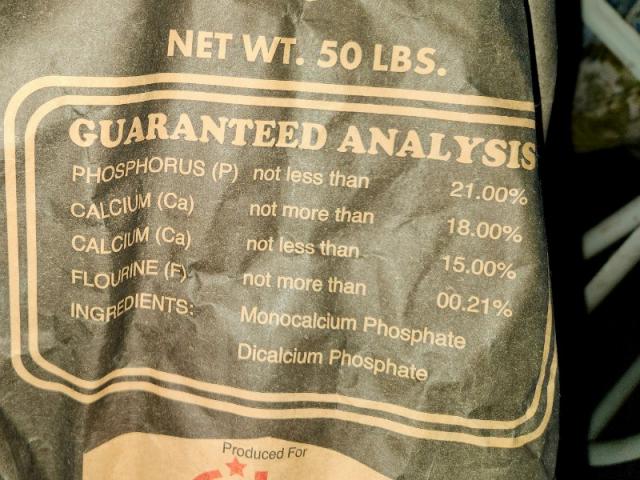 NET WT. 50 LBS.
GUARANTEED ANALYSIS
PHOSPHORUS (P) not less than 21.00%
CALCIUM (Ca) not more than 18.00%
CALCIUM (Ca) not less than 15.00%
FLOURINE (F) not more than 00.21%
INGREDIENTS: Monocalcium Phosphate
Dicalcium Phosphate
Produced For